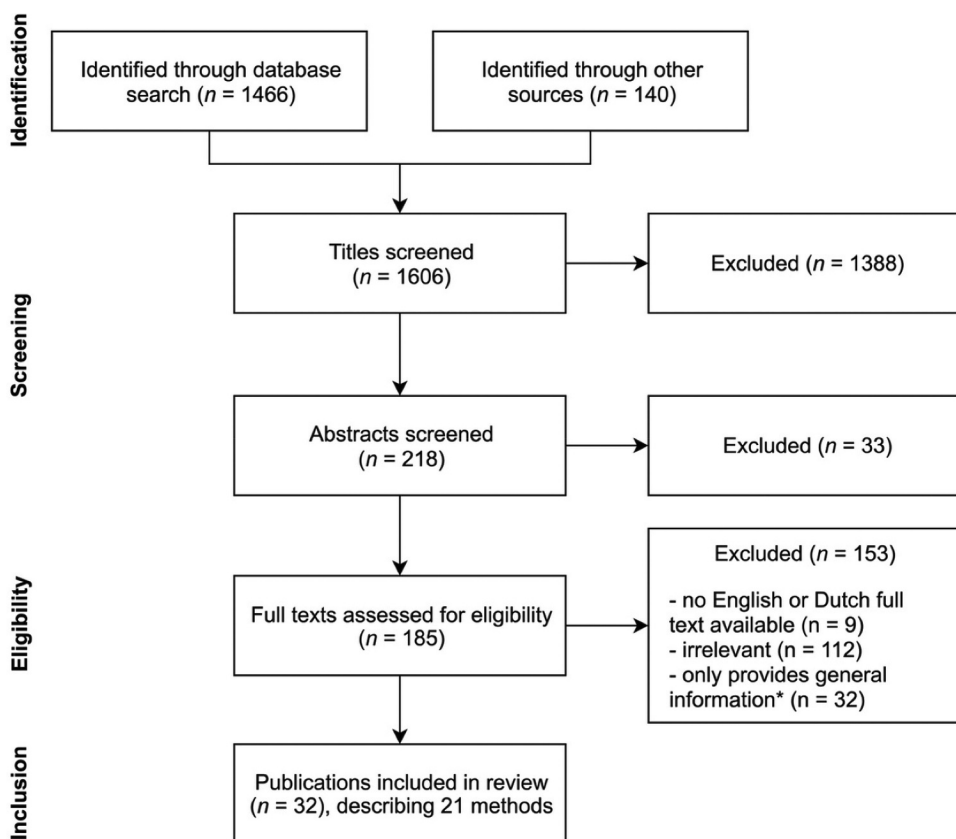 Identification
Identified through database
search (n = 1466)
Identified through other
sources (n = 140)
Screening
Titles screened
(n = 1606)
Excluded (n = 1388)
Abstracts screened
(n = 218)
Excluded (n = 33)
Eligibility
Full texts assessed for eligibility
(n = 185)
Excluded (n = 153)
- no English or Dutch full
text available (n = 9)
- irrelevant (n = 112)
- only provides general
information* (n = 32)
Inclusion
Publications included in review
(n = 32), describing 21 methods